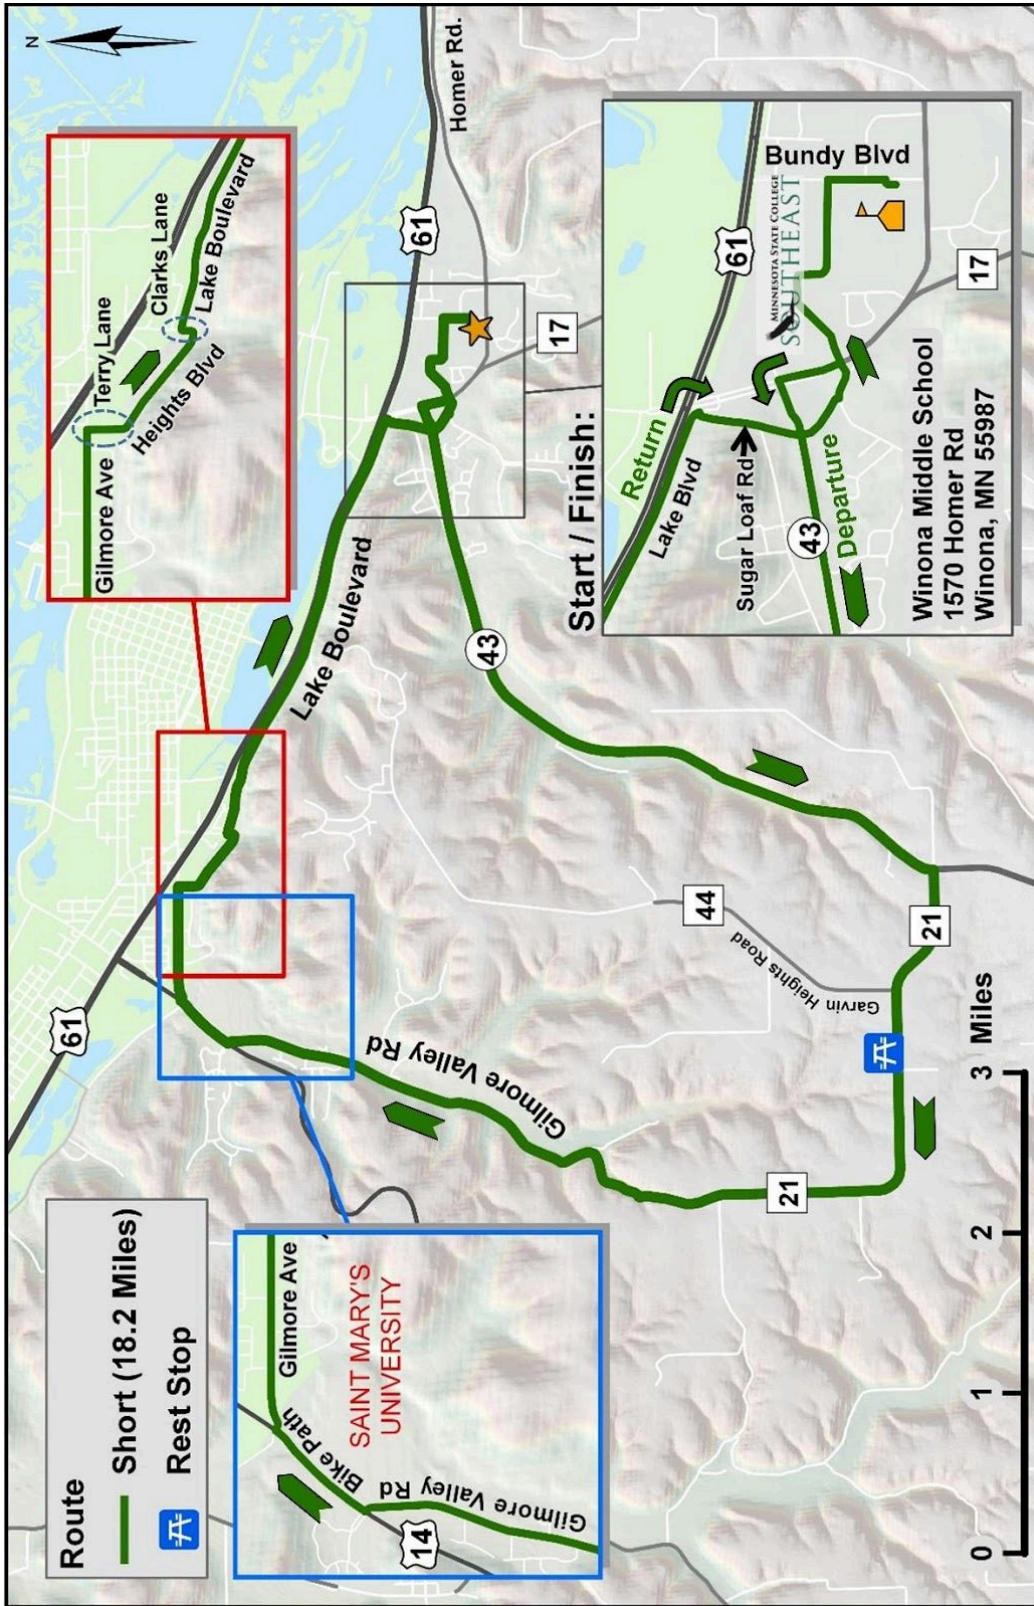 Route
Short (18.2 Miles)
Rest Stop
N
61
Gilmore Ave
Bike Path
SAINT MARY'S
UNIVERSITY
14
Gilmore Valley Rd
Gilmore Ave
Terry Lane
Heights Blvd
Clarks Lane
Lake Boulevard
Lake Boulevard
61
Homer Rd.
17
43
Gilmore Valley Rd
44
Garvin Heights Road
21
21
Start / Finish:
Return
61
Lake Blvd
Sugar Loaf Rd
MINNESOTA STATE COLLEGE
SOUTHEAST
Bundy Blvd
43
Departure
17
Winona Middle School
1570 Homer Rd
Winona, MN 55987
0 1 2 3 Miles